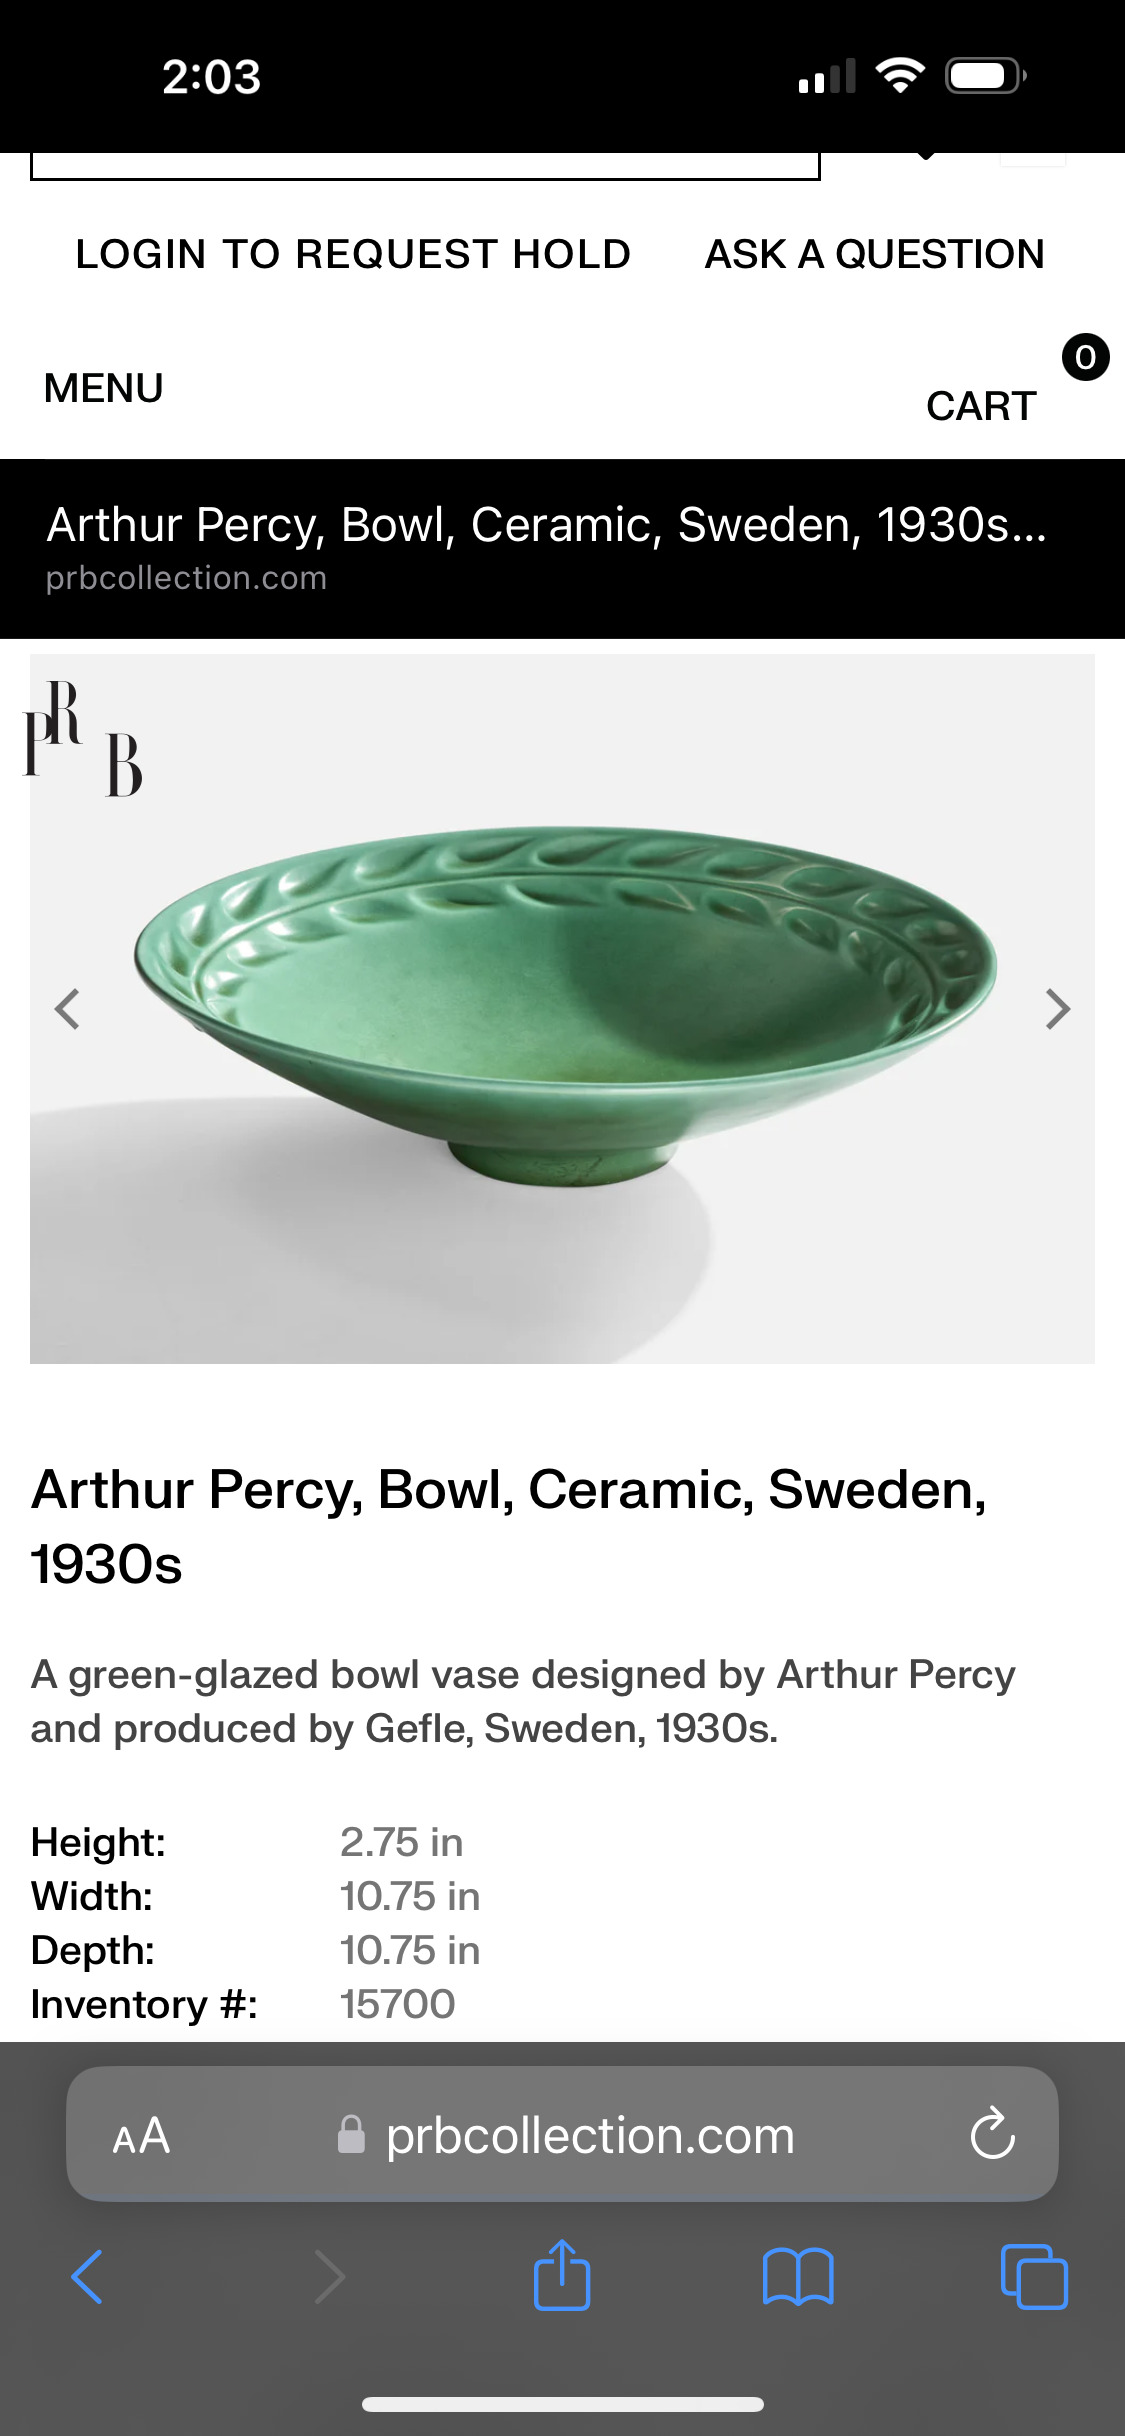 2:03
LOGIN TO REQUEST HOLD
ASK A QUESTION
0
MENU
CART
Arthur Percy, Bowl, Ceramic, Sweden, 1930s...
prbcollection.com
PRB
Arthur Percy, Bowl, Ceramic, Sweden,
1930s
A green-glazed bowl vase designed by Arthur Percy
and produced by Gefle, Sweden, 1930s.
Height: 2.75 in
Width: 10.75 in
Depth: 10.75 in
Inventory #: 15700
AA prbcollection.com